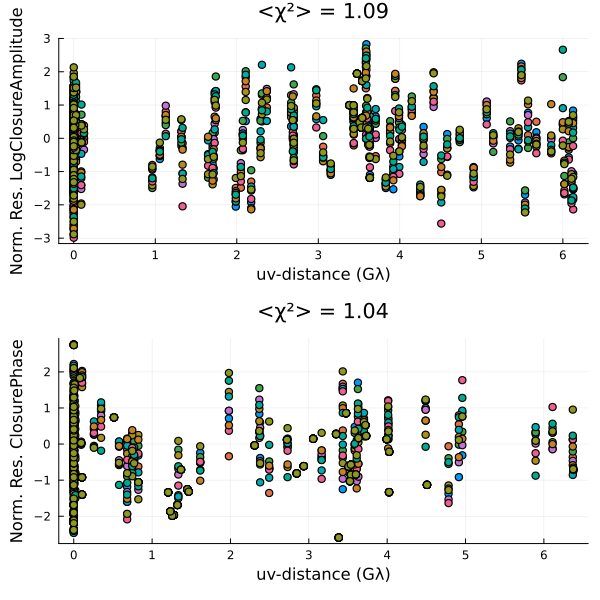 <χ²> = 1.09
Norm. Res. LogClosureAmplitude
3
2
1
0
−1
−2
−3
0 1 2 3 4 5 6
uv-distance (Gλ)
<χ²> = 1.04
Norm. Res. ClosurePhase
2
1
0
−1
−2
0 1 2 3 4 5 6
uv-distance (Gλ)